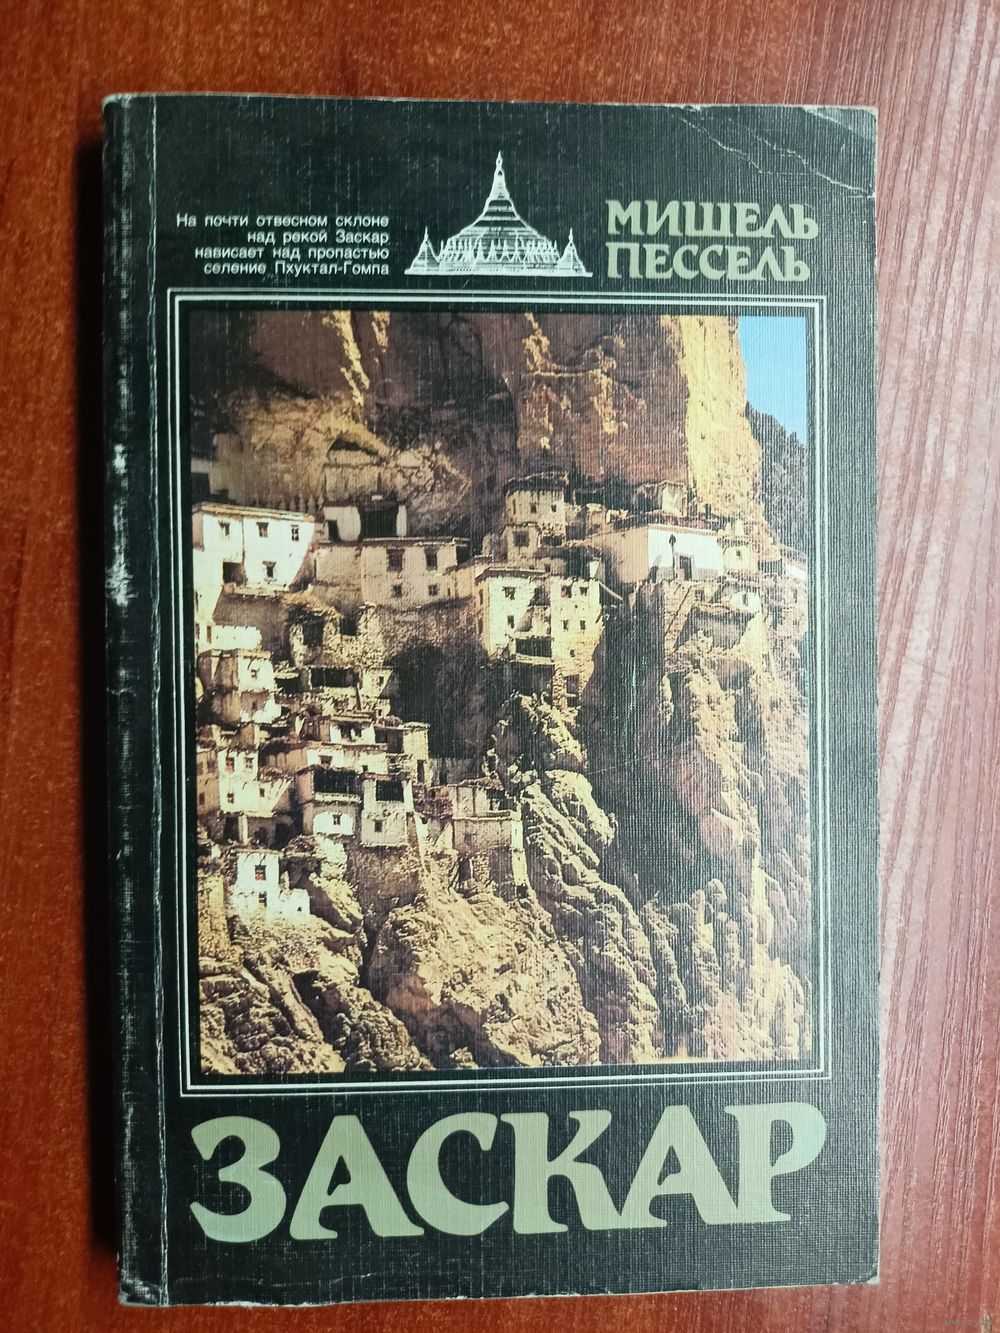 На почти отвесном склоне
над рекой Заскар
нависает над пропастью
селение Пхуктал-Гомпа
МИШЕЛЬ
ПЕССЕЛЬ
ЗАСКАР